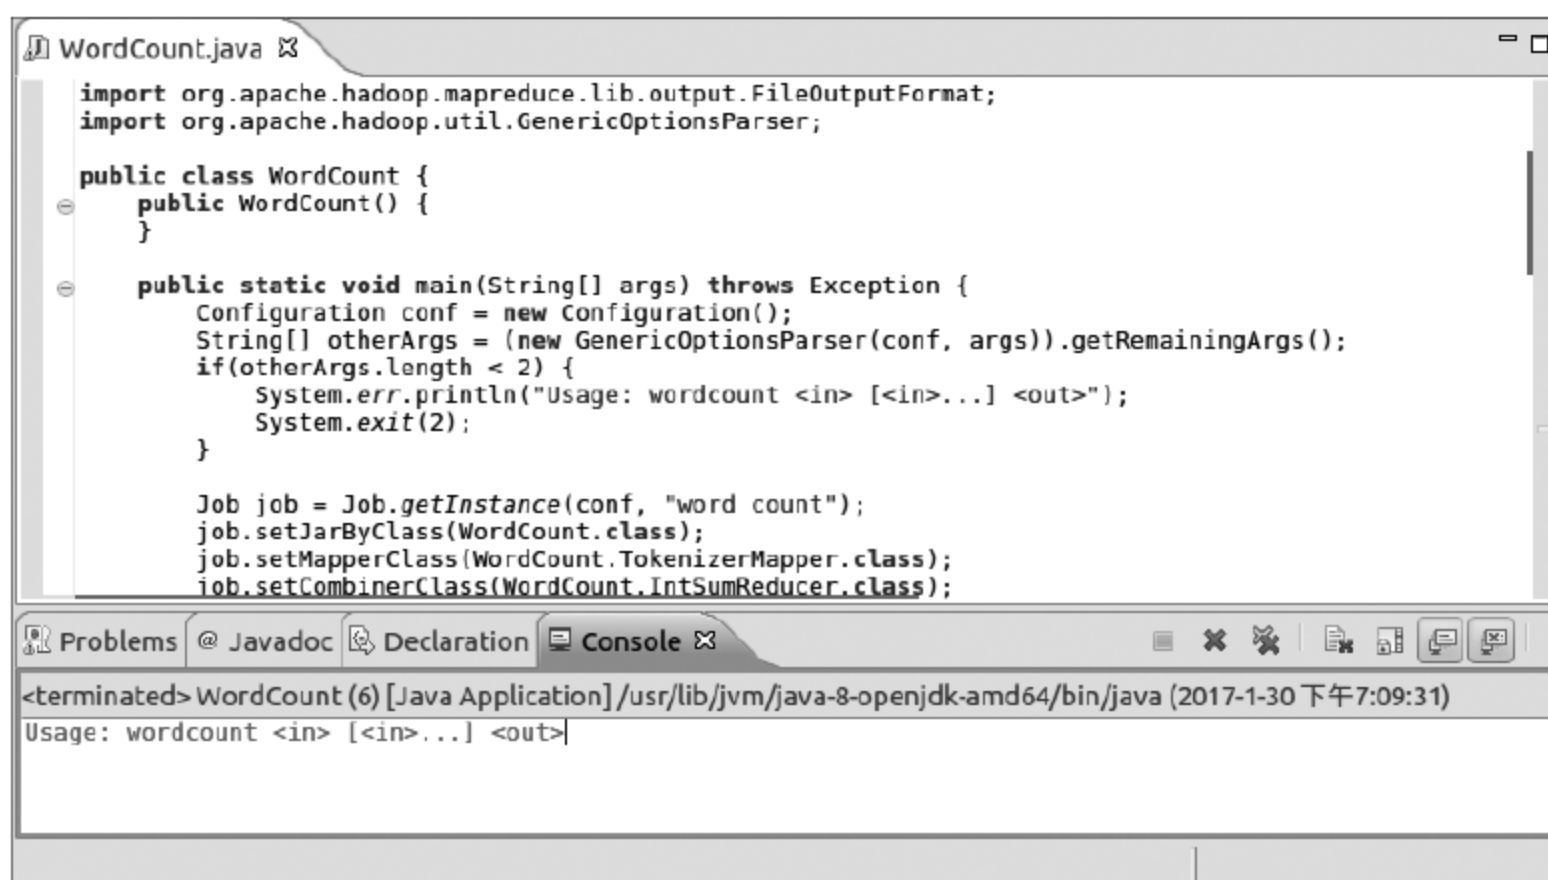 WordCount.java
import org.apache.hadoop.mapreduce.lib.output.FileOutputFormat;
import org.apache.hadoop.util.GenericOptionsParser;
public class WordCount {
public WordCount() {
}
public static void main(String[] args) throws Exception {
Configuration conf = new Configuration();
String[] otherArgs = (new GenericOptionsParser(conf, args)).getRemainingArgs();
if(otherArgs.length < 2) {
System.err.println("Usage: wordcount <in> [<in>...] <out>");
System.exit(2);
}
Job job = Job.getInstance(conf, "word count");
job.setJarByClass(WordCount.class);
job.setMapperClass(WordCount.TokenizerMapper.class);
job.setCombinerClass(WordCount.IntSumReducer.class);
Problems @ Javadoc Declaration Console
<terminated> WordCount (6) [Java Application] /usr/lib/jvm/java-8-openjdk-amd64/bin/java (2017-1-30 下午7:09:31)
Usage: wordcount <in> [<in>...] <out>